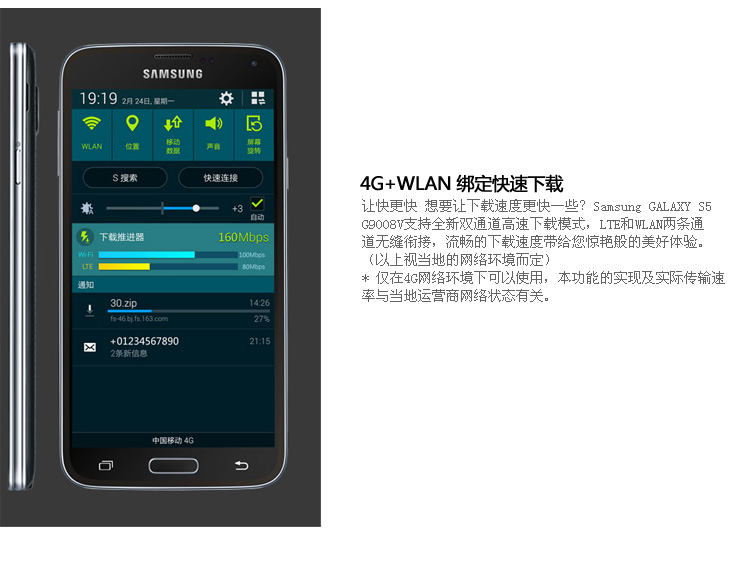 SAMSUNG
19:19 2月 24日, 星期一
WLAN 位置 移动数据 声音 屏幕旋转
S 搜索 快速连接
+3 自动
下载推进器 160Mbps
Wi-Fi 100Mbps
LTE 80Mbps
通知
30.zip 14:26
fs-46.bj.fs.163.com 27%
+01234567890 21:15
2条新信息
中国移动 4G
4G+WLAN 绑定快速下载
让快更快 想要让下载速度更快一些? Samsung GALAXY S5
G9008V支持全新双通道高速下载模式，LTE和WLAN两条通
道无缝衔接，流畅的下载速度带给您惊艳般的美好体验。
（以上视当地的网络环境而定）
* 仅在4G网络环境下可以使用，本功能的实现及实际传输速
率与当地运营商网络状态有关。